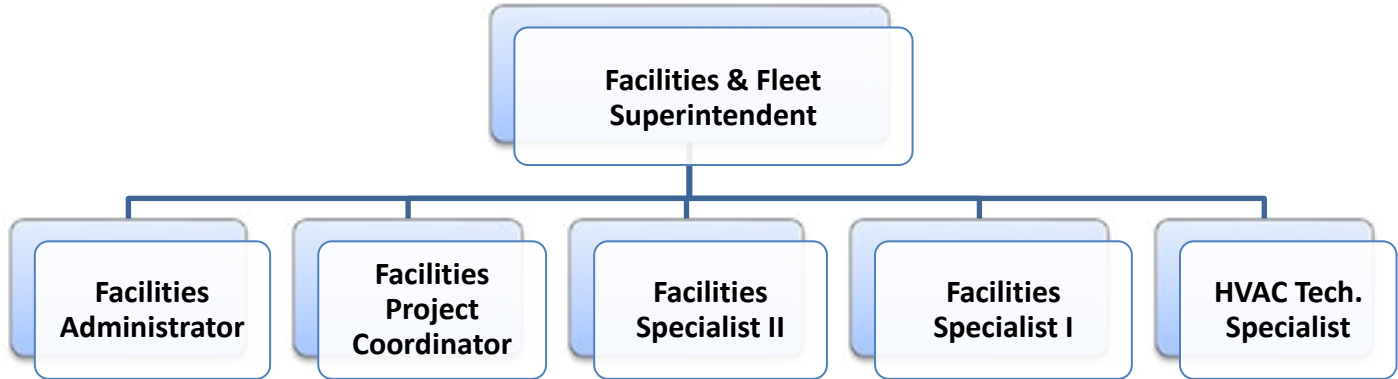 Facilities & Fleet
Superintendent
Facilities
Administrator
Facilities
Project
Coordinator
Facilities
Specialist II
Facilities
Specialist I
HVAC Tech.
Specialist